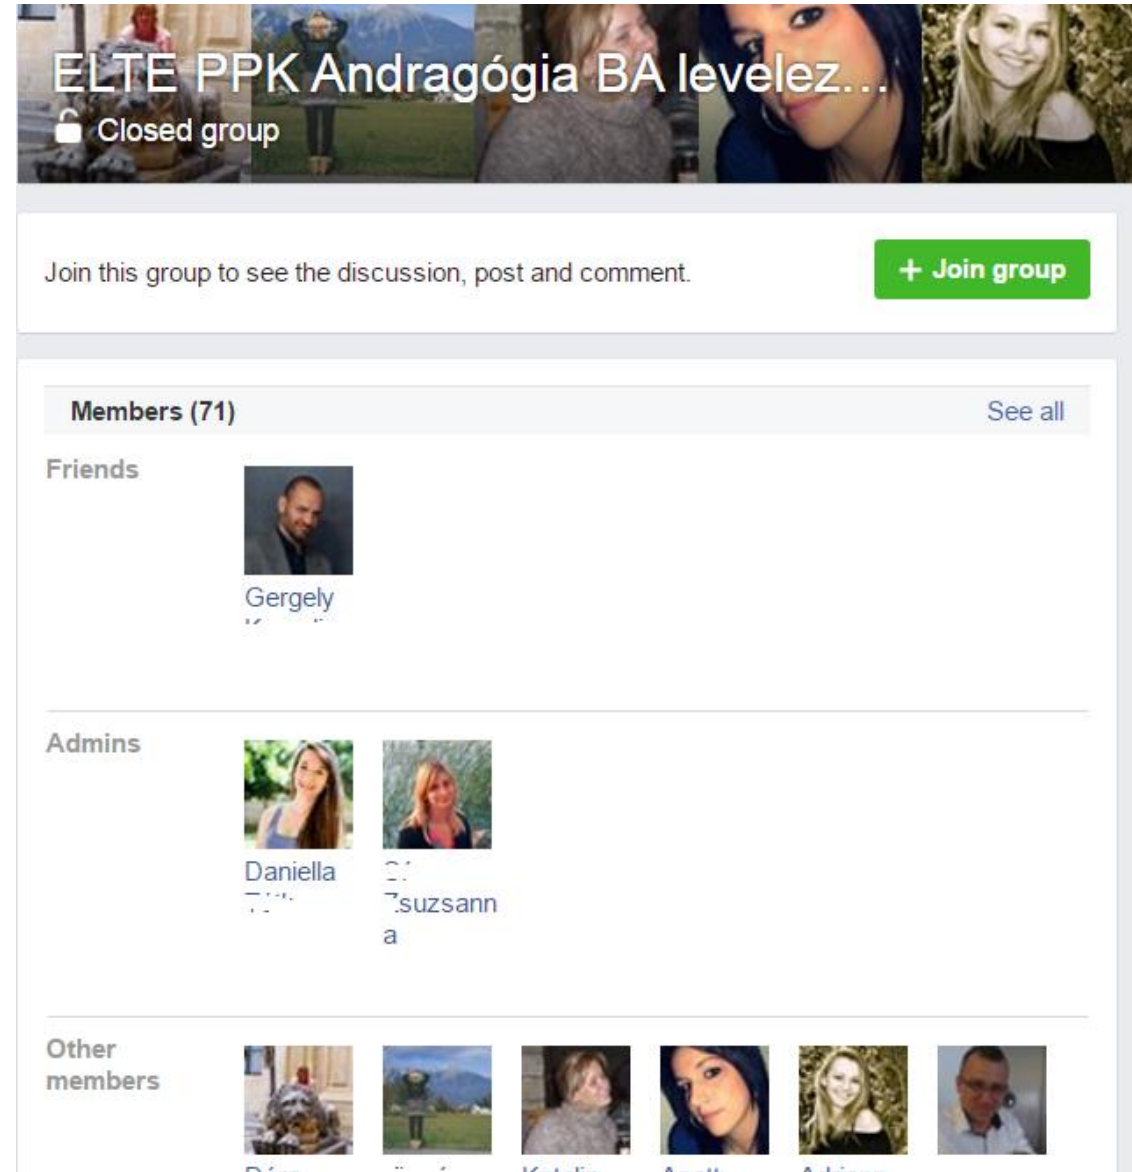 ELTE PPK Andragógia BA levelez...
Closed group
Join this group to see the discussion, post and comment.
+ Join group
Members (71)
See all
Friends
Gergely
Admins
Daniella
Zsuzsann
a
Other
members